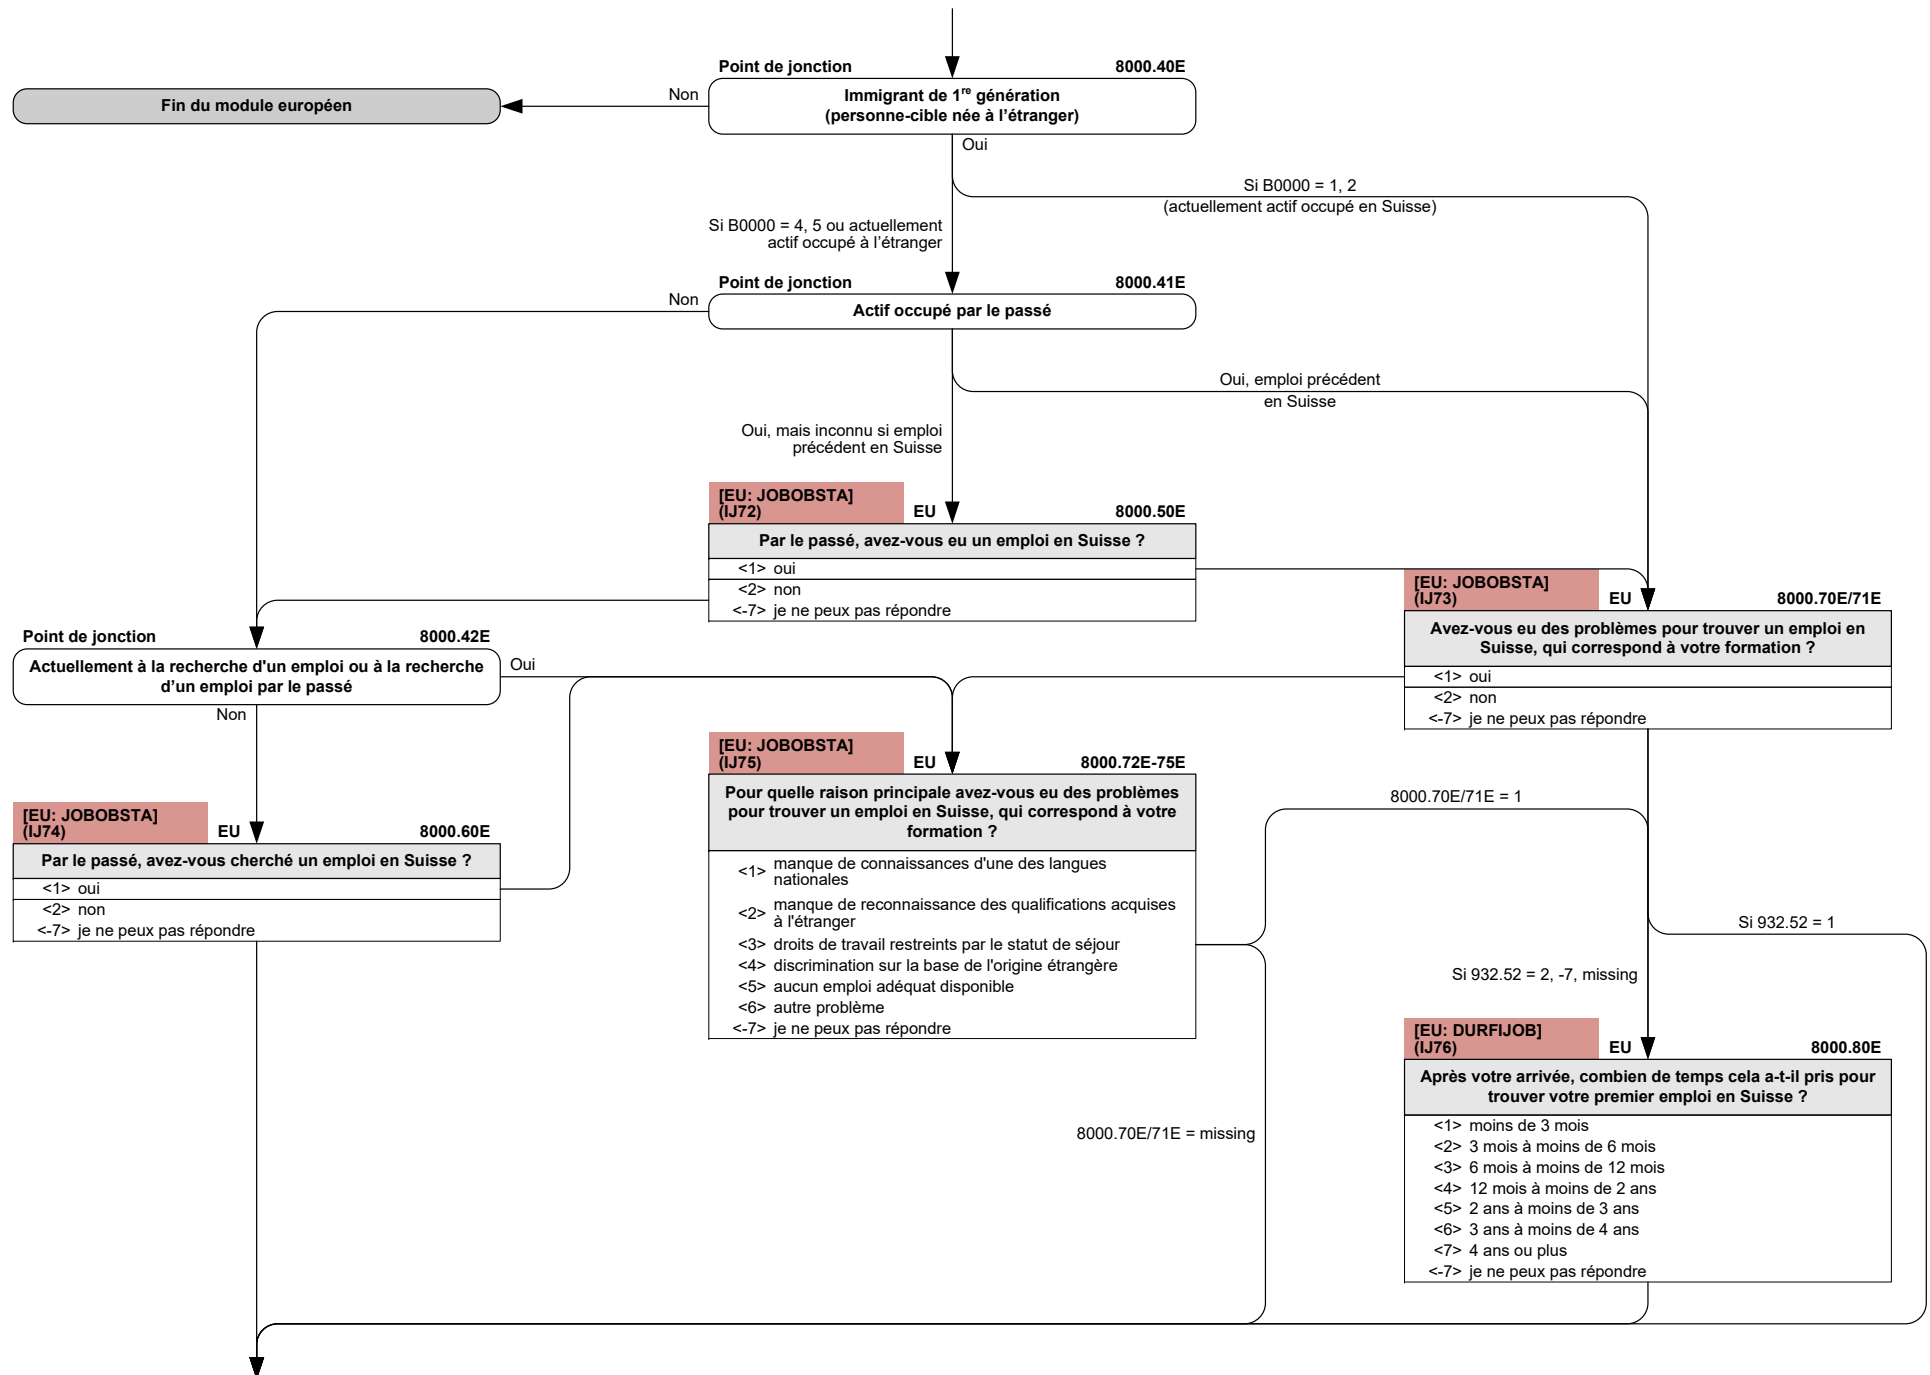 Point de jonction 8000.40E
Immigrant de 1re génération
(personne-cible née à l'étranger)
Non
Fin du module européen
Oui
Si B0000 = 1, 2
(actuellement actif occupé en Suisse)
Si B0000 = 4, 5 ou actuellement
actif occupé à l'étranger
Point de jonction 8000.41E
Actif occupé par le passé
Non
Oui, emploi précédent
en Suisse
Oui, mais inconnu si emploi
précédent en Suisse
[EU: JOBOBSTA]
(IJ72) EU 8000.50E
Par le passé, avez-vous eu un emploi en Suisse ?
<1> oui
<2> non
<-7> je ne peux pas répondre
[EU: JOBOBSTA]
(IJ73) EU 8000.70E/71E
Avez-vous eu des problèmes pour trouver un emploi en
Suisse, qui correspond à votre formation ?
<1> oui
<2> non
<-7> je ne peux pas répondre
Point de jonction 8000.42E
Actuellement à la recherche d'un emploi ou à la recherche
d'un emploi par le passé
Oui
Non
[EU: JOBOBSTA]
(IJ75) EU 8000.72E-75E
Pour quelle raison principale avez-vous eu des problèmes
pour trouver un emploi en Suisse, qui correspond à votre
formation ?
<1> manque de connaissances d'une des langues
nationales
<2> manque de reconnaissance des qualifications acquises
à l'étranger
<3> droits de travail restreints par le statut de séjour
<4> discrimination sur la base de l'origine étrangère
<5> aucun emploi adéquat disponible
<6> autre problème
<-7> je ne peux pas répondre
[EU: JOBOBSTA]
(IJ74) EU 8000.60E
Par le passé, avez-vous cherché un emploi en Suisse ?
<1> oui
<2> non
<-7> je ne peux pas répondre
8000.70E/71E = 1
Si 932.52 = 1
Si 932.52 = 2, -7, missing
8000.70E/71E = missing
[EU: DURFIJOB]
(IJ76) EU 8000.80E
Après votre arrivée, combien de temps cela a-t-il pris pour
trouver votre premier emploi en Suisse ?
<1> moins de 3 mois
<2> 3 mois à moins de 6 mois
<3> 6 mois à moins de 12 mois
<4> 12 mois à moins de 2 ans
<5> 2 ans à moins de 3 ans
<6> 3 ans à moins de 4 ans
<7> 4 ans ou plus
<-7> je ne peux pas répondre